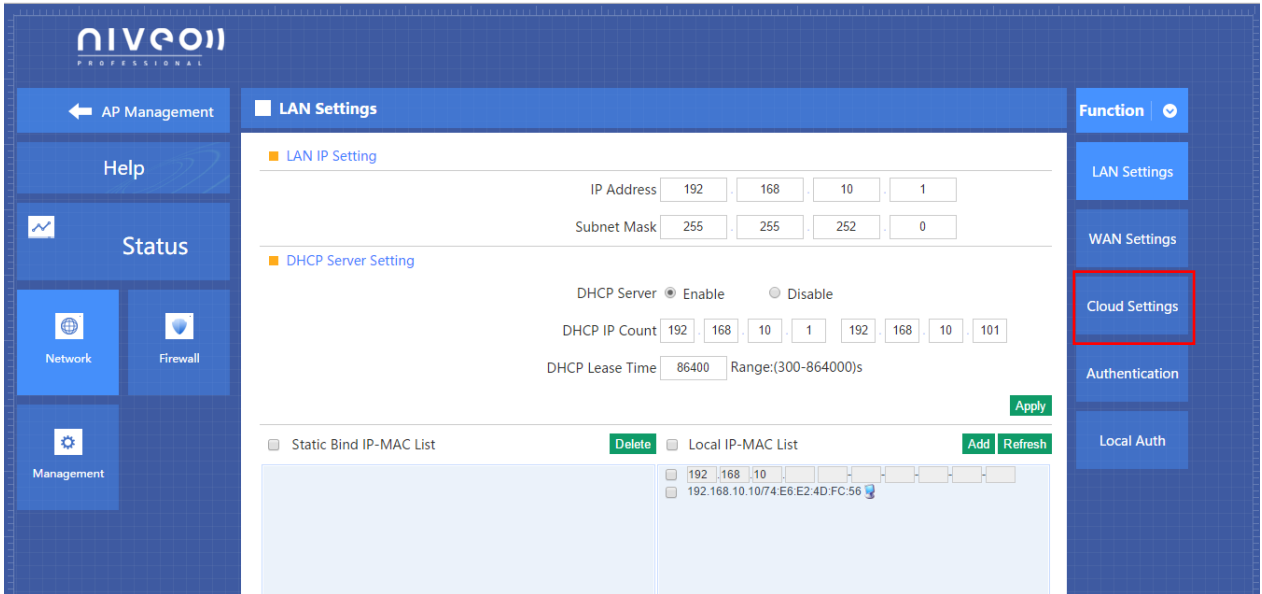 niveo
PROFESSIONAL
AP Management
Help
Status
Network
Firewall
Management
LAN Settings
LAN IP Setting
IP Address 192 . 168 . 10 . 1
Subnet Mask 255 . 255 . 252 . 0
DHCP Server Setting
DHCP Server Enable Disable
DHCP IP Count 192 . 168 . 10 . 1 192 . 168 . 10 . 101
DHCP Lease Time 86400 Range:(300-864000)s
Apply
Static Bind IP-MAC List Delete
Local IP-MAC List Add Refresh
192 .168 .10 . - - - - -
192.168.10.10/74:E6:E2:4D:FC:56
Function
LAN Settings
WAN Settings
Cloud Settings
Authentication
Local Auth